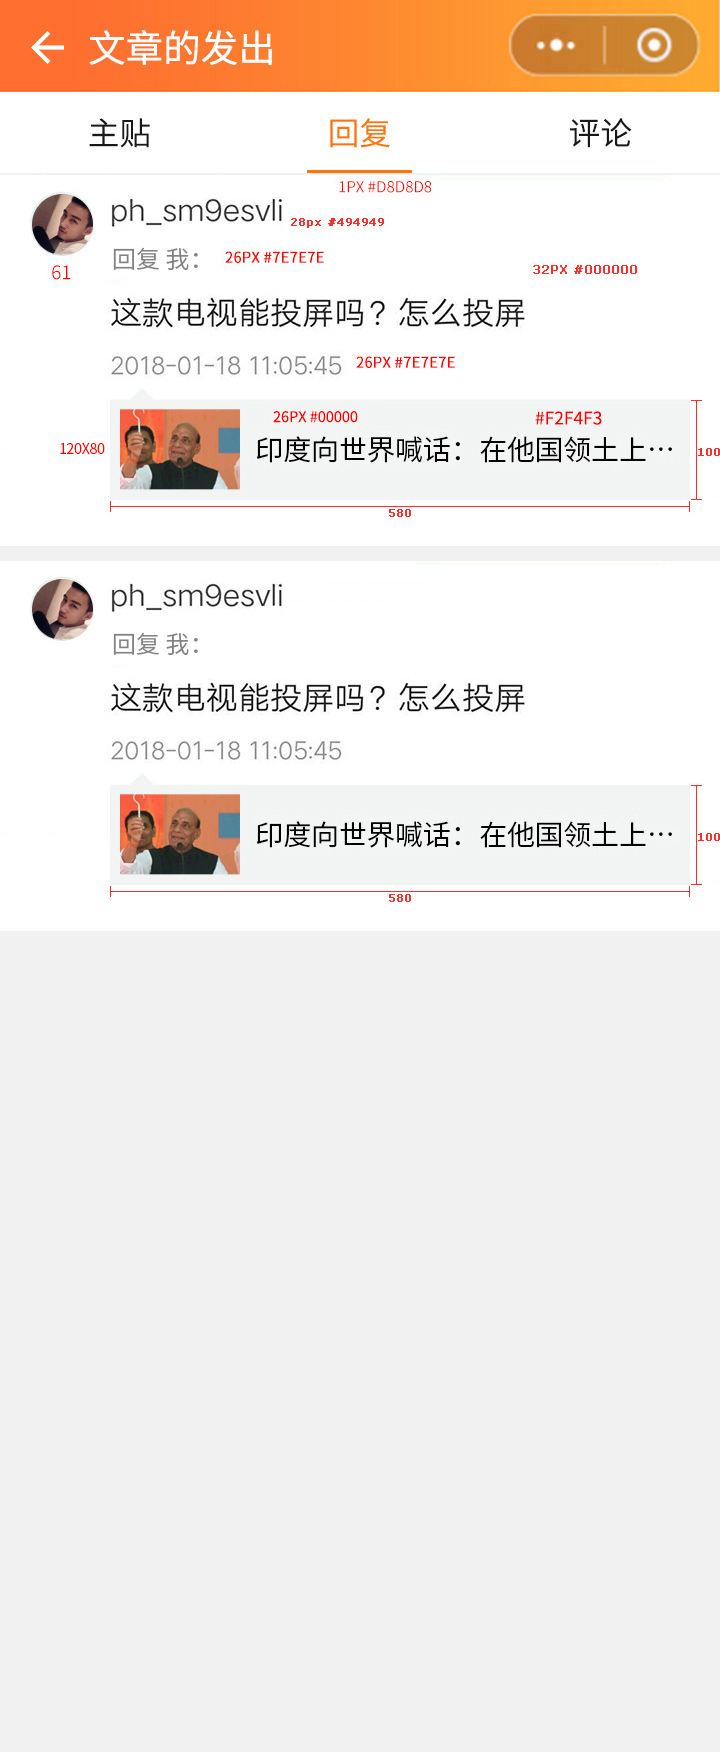 文章的发出
主贴 回复 评论
1PX #D8D8D8
ph_sm9esvli 28px #494949
61
回复 我： 26PX #7E7E7E
32PX #000000
这款电视能投屏吗？怎么投屏
2018-01-18 11:05:45 26PX #7E7E7E
26PX #00000 #F2F4F3
120X80 印度向世界喊话：在他国领土上… 100
580
ph_sm9esvli
回复 我：
这款电视能投屏吗？怎么投屏
2018-01-18 11:05:45
印度向世界喊话：在他国领土上… 100
580